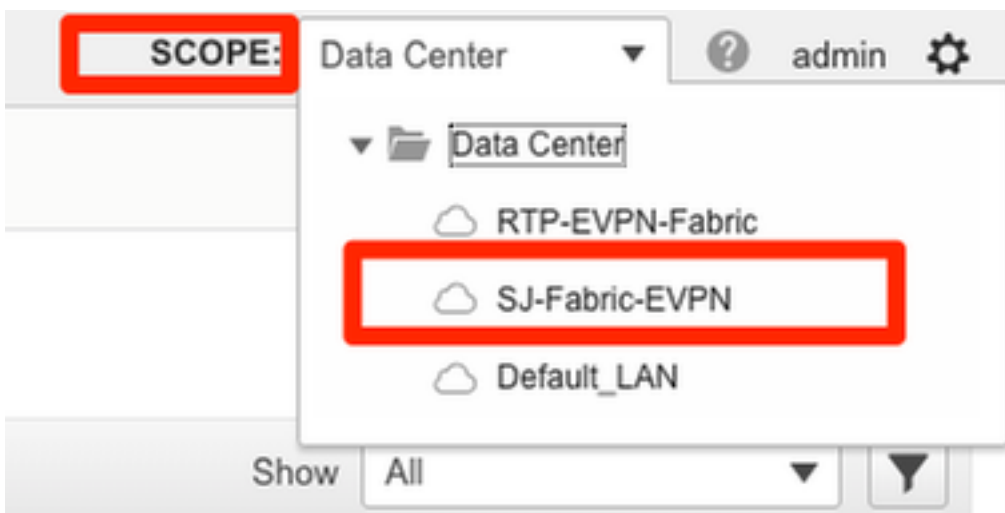 SCOPE: Data Center ? admin
Data Center
RTP-EVPN-Fabric
SJ-Fabric-EVPN
Default_LAN
Show All